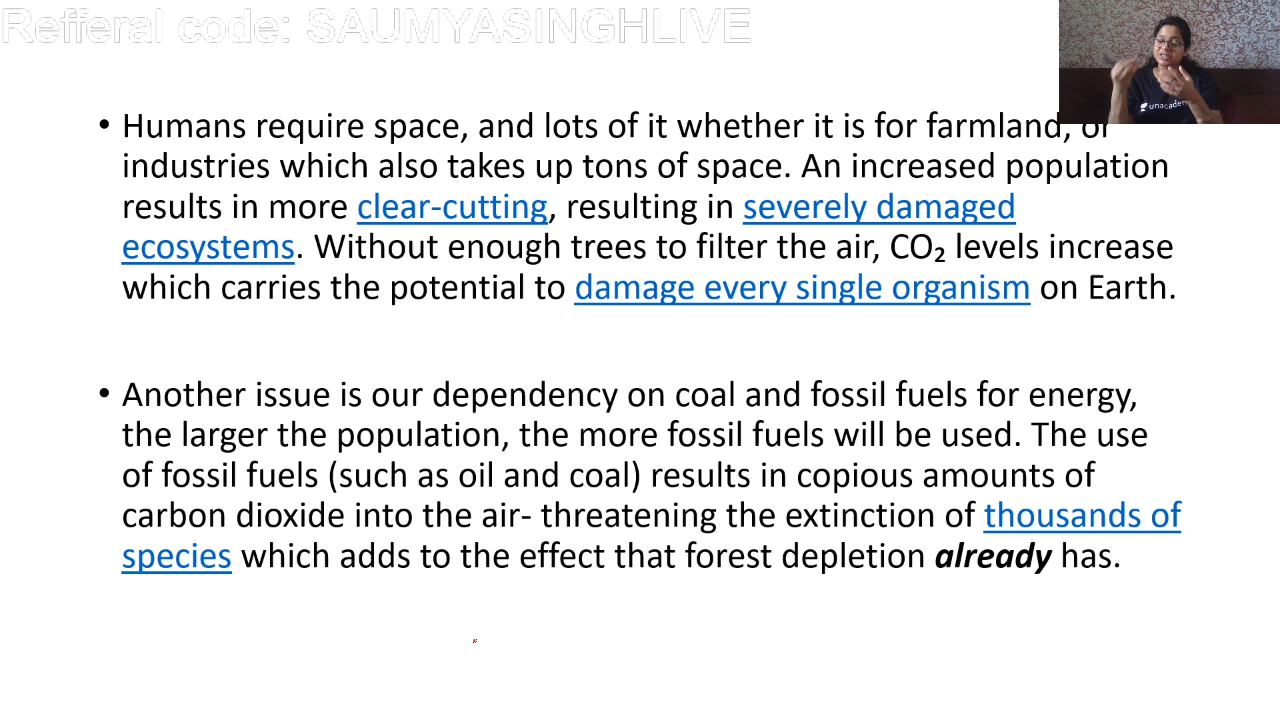 Refferal code: SAUMYASINGHLIVE
unacademy
• Humans require space, and lots of it whether it is for farmland, or
industries which also takes up tons of space. An increased population
results in more clear-cutting, resulting in severely damaged
ecosystems. Without enough trees to filter the air, CO₂ levels increase
which carries the potential to damage every single organism on Earth.
• Another issue is our dependency on coal and fossil fuels for energy,
the larger the population, the more fossil fuels will be used. The use
of fossil fuels (such as oil and coal) results in copious amounts of
carbon dioxide into the air- threatening the extinction of thousands of
species which adds to the effect that forest depletion already has.